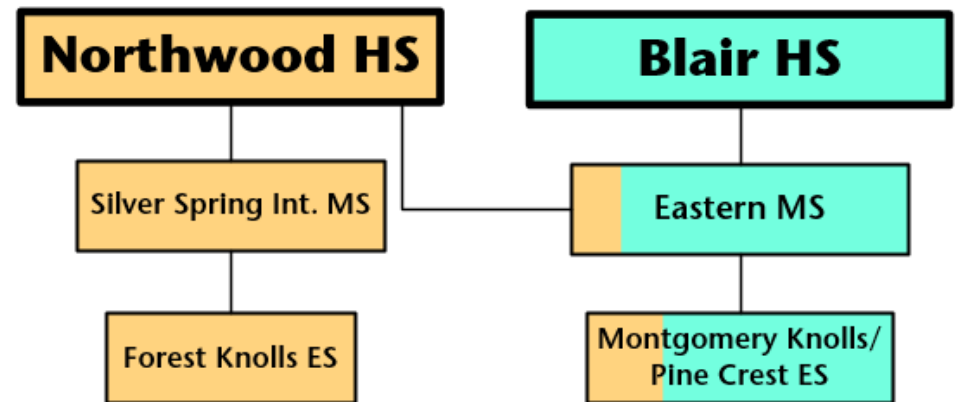 Northwood HS
Blair HS
Silver Spring Int. MS
Eastern MS
Forest Knolls ES
Montgomery Knolls/
Pine Crest ES